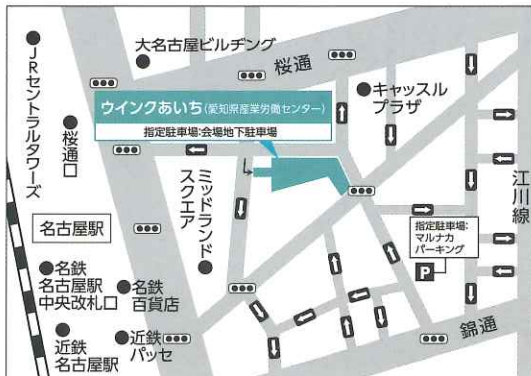 JRセントラルタワーズ
大名古屋ビルヂング
桜通
桜通口
ウインクあいち(愛知県産業労働センター)
指定駐車場:会場地下駐車場
キャッスル
プラザ
江川線
ミッドランド
スクエア
名古屋駅
指定駐車場:
マルナカ
パーキング
P
名鉄
名古屋駅
中央改札口
名鉄
百貨店
近鉄
名古屋駅
近鉄
パッセ
錦通